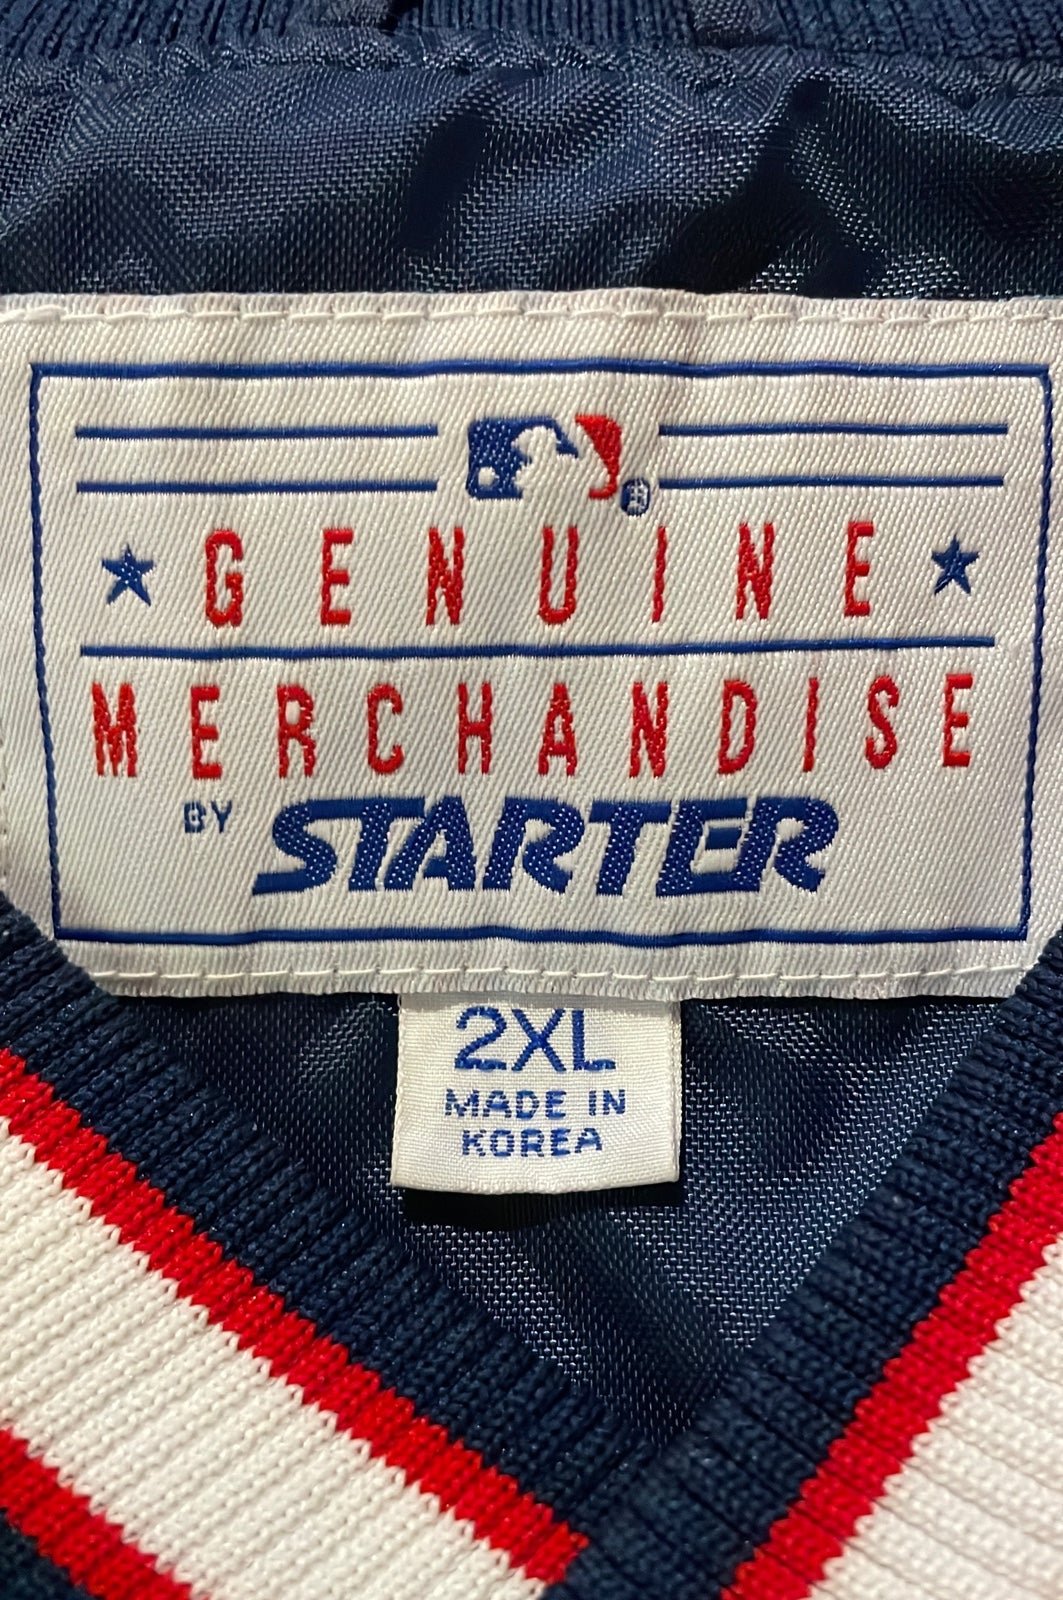 ®
GENUINE
MERCHANDISE
BY STARTER
2XL
MADE IN
KOREA